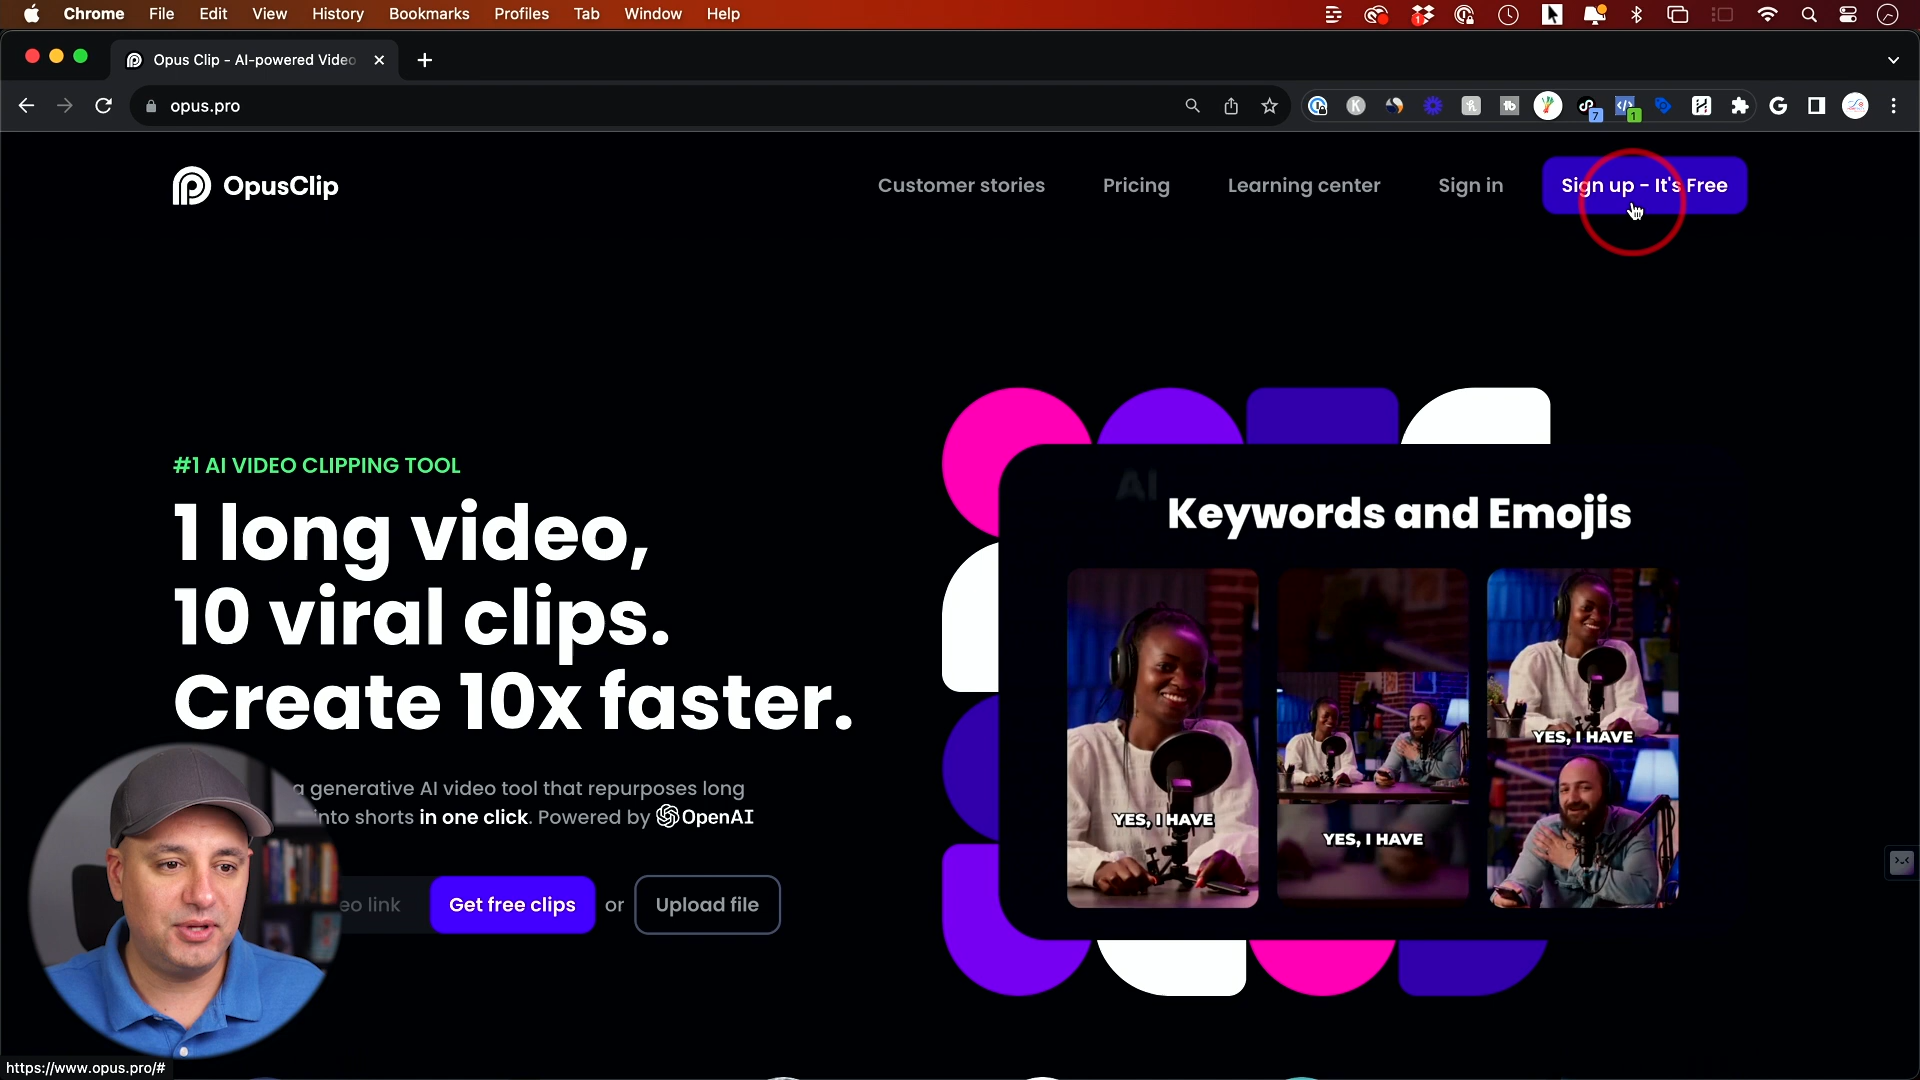 Chrome File Edit View History Bookmarks Profiles Tab Window Help
Opus Clip - AI-powered Video
opus.pro
OpusClip
Customer stories
Pricing
Learning center
Sign in
Sign up - It's Free
#1 AI VIDEO CLIPPING TOOL
1 long video,
10 viral clips.
Create 10x faster.
generative AI video tool that repurposes long
into shorts in one click. Powered by OpenAI
link
Get free clips
or
Upload file
AI
Keywords and Emojis
YES, I HAVE
YES, I HAVE
YES, I HAVE
https://www.opus.pro/#